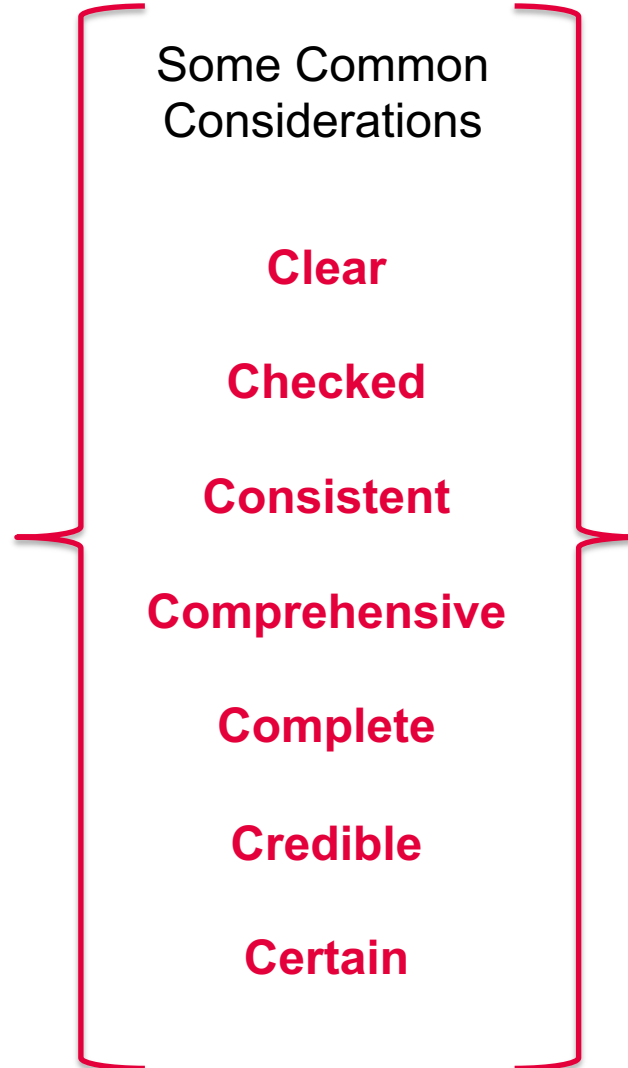 Some Common
Considerations
Clear
Checked
Consistent
Comprehensive
Complete
Credible
Certain